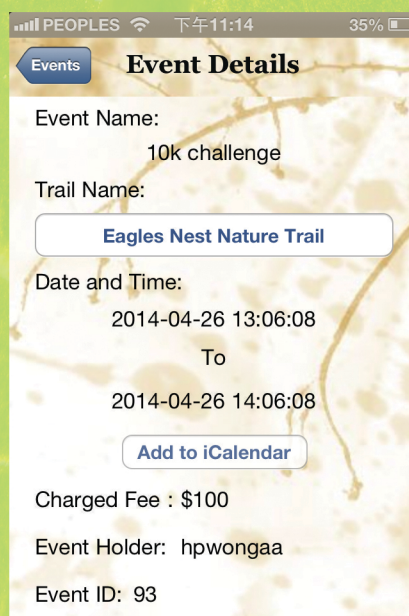 PEOPLES 下午11:14 35%
Events Event Details
Event Name:
10k challenge
Trail Name:
Eagles Nest Nature Trail
Date and Time:
2014-04-26 13:06:08
To
2014-04-26 14:06:08
Add to iCalendar
Charged Fee : $100
Event Holder: hpwongaa
Event ID: 93